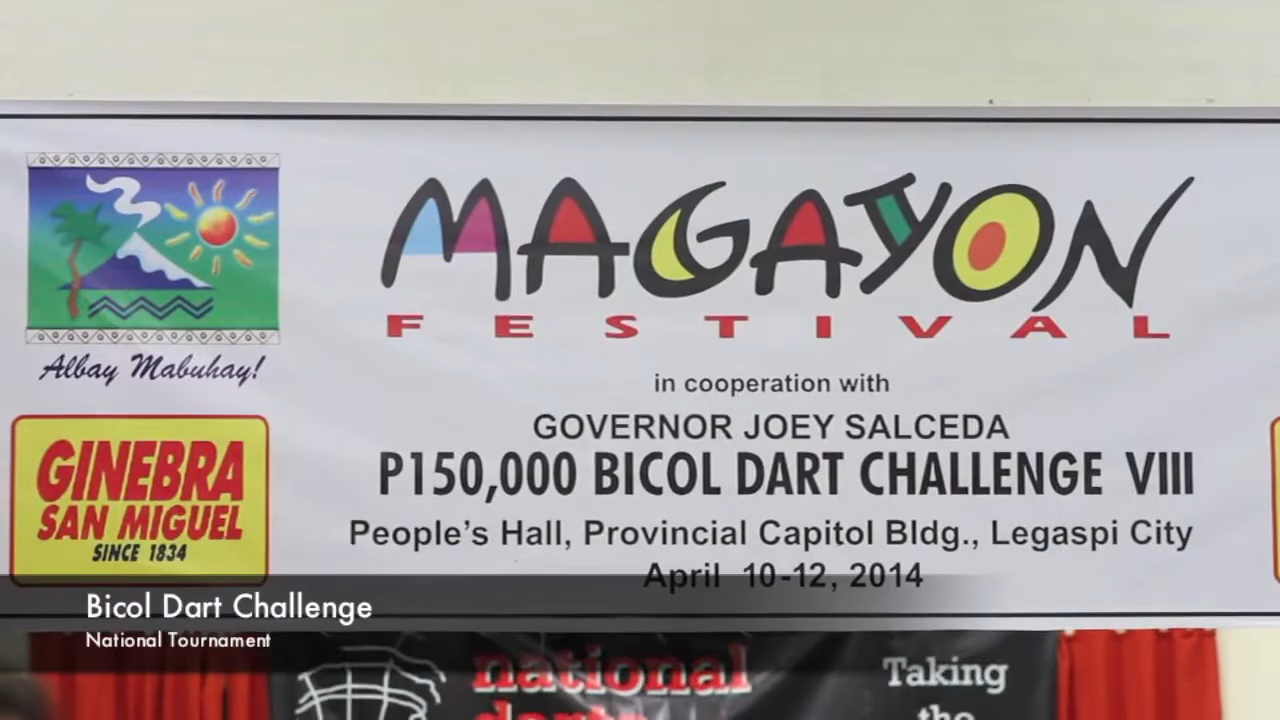 MAGAYON
FESTIVAL
Albay Mabuhay!
in cooperation with
GOVERNOR JOEY SALCEDA
P150,000 BICOL DART CHALLENGE VIII
People's Hall, Provincial Capitol Bldg., Legaspi City
April 10-12, 2014
GINEBRA
SAN MIGUEL
SINCE 1834
Bicol Dart Challenge
National Tournament
national
darts
Taking
the